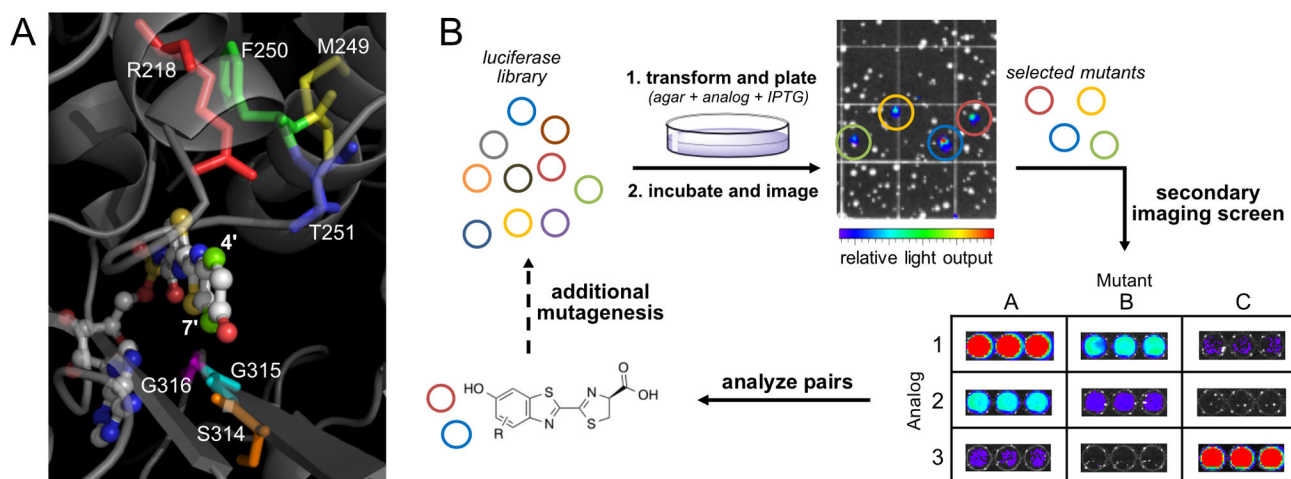 A
R218
F250
M249
T251
4'
7'
G316
G315
S314
B
luciferase
library
1. transform and plate
(agar + analog + IPTG)
2. incubate and image
relative light output
selected mutants
secondary
imaging screen
Mutant
A B C
Analog
1
2
3
analyze pairs
additional
mutagenesis
HO
S
N
N
S
O
OH
R